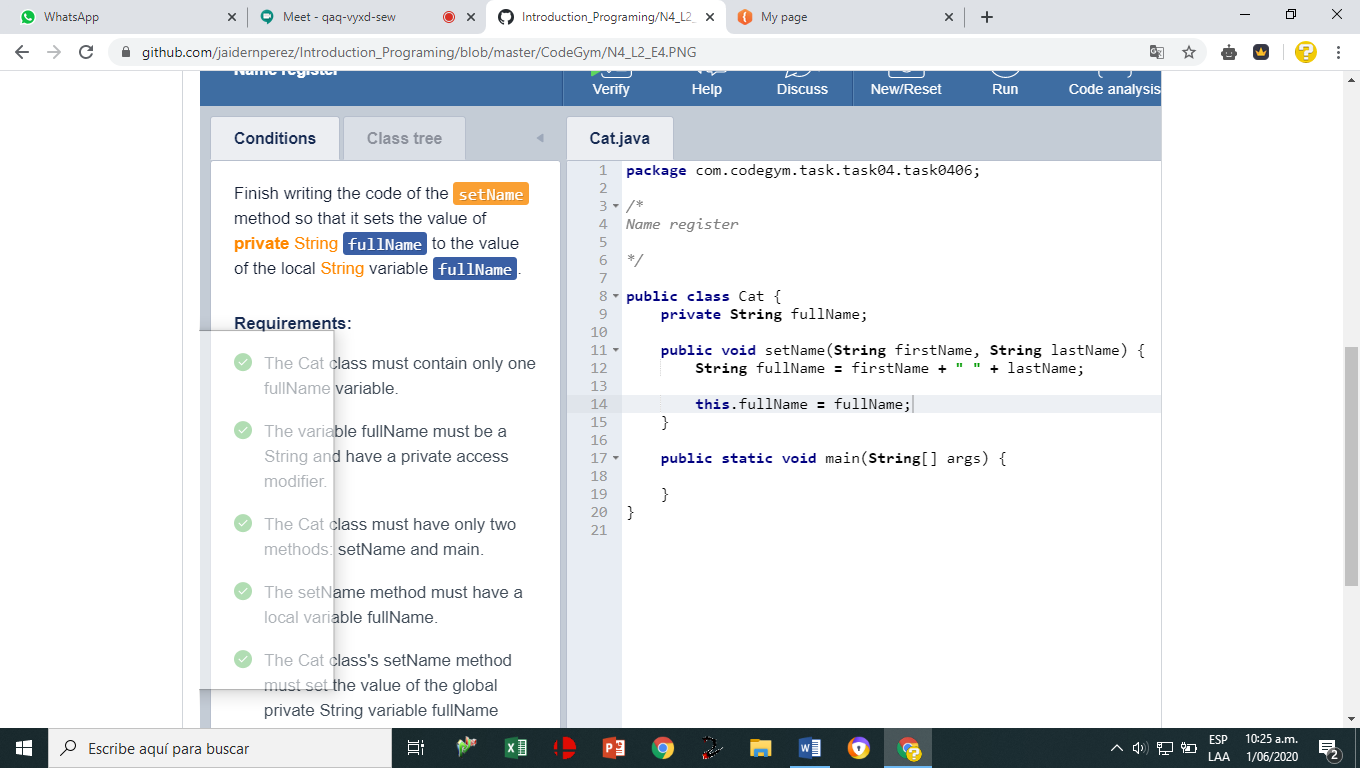 WhatsApp
Meet - qaq-vyxd-sew
Introduction_Programing/N4_L2_
My page
github.com/jaidernperez/Introduction_Programing/blob/master/CodeGym/N4_L2_E4.PNG
Name register
Verify
Help
Discuss
New/Reset
Run
Code analysis
Conditions
Class tree
Cat.java
Finish writing the code of the setName
method so that it sets the value of
private String fullName to the value
of the local String variable fullName.
Requirements:
The Cat class must contain only one
fullName variable.
The variable fullName must be a
String and have a private access
modifier.
The Cat class must have only two
methods: setName and main.
The setName method must have a
local variable fullName.
The Cat class's setName method
must set the value of the global
private String variable fullName
1 package com.codegym.task.task04.task0406;
2
3 /*
4 Name register
5
6 */
7
8 public class Cat {
9 private String fullName;
10
11 public void setName(String firstName, String lastName) {
12 String fullName = firstName + " " + lastName;
13
14 this.fullName = fullName;
15 }
16
17 public static void main(String[] args) {
18
19 }
20 }
21
Escribe aquí para buscar
ESP
LAA
10:25 a.m.
1/06/2020
2